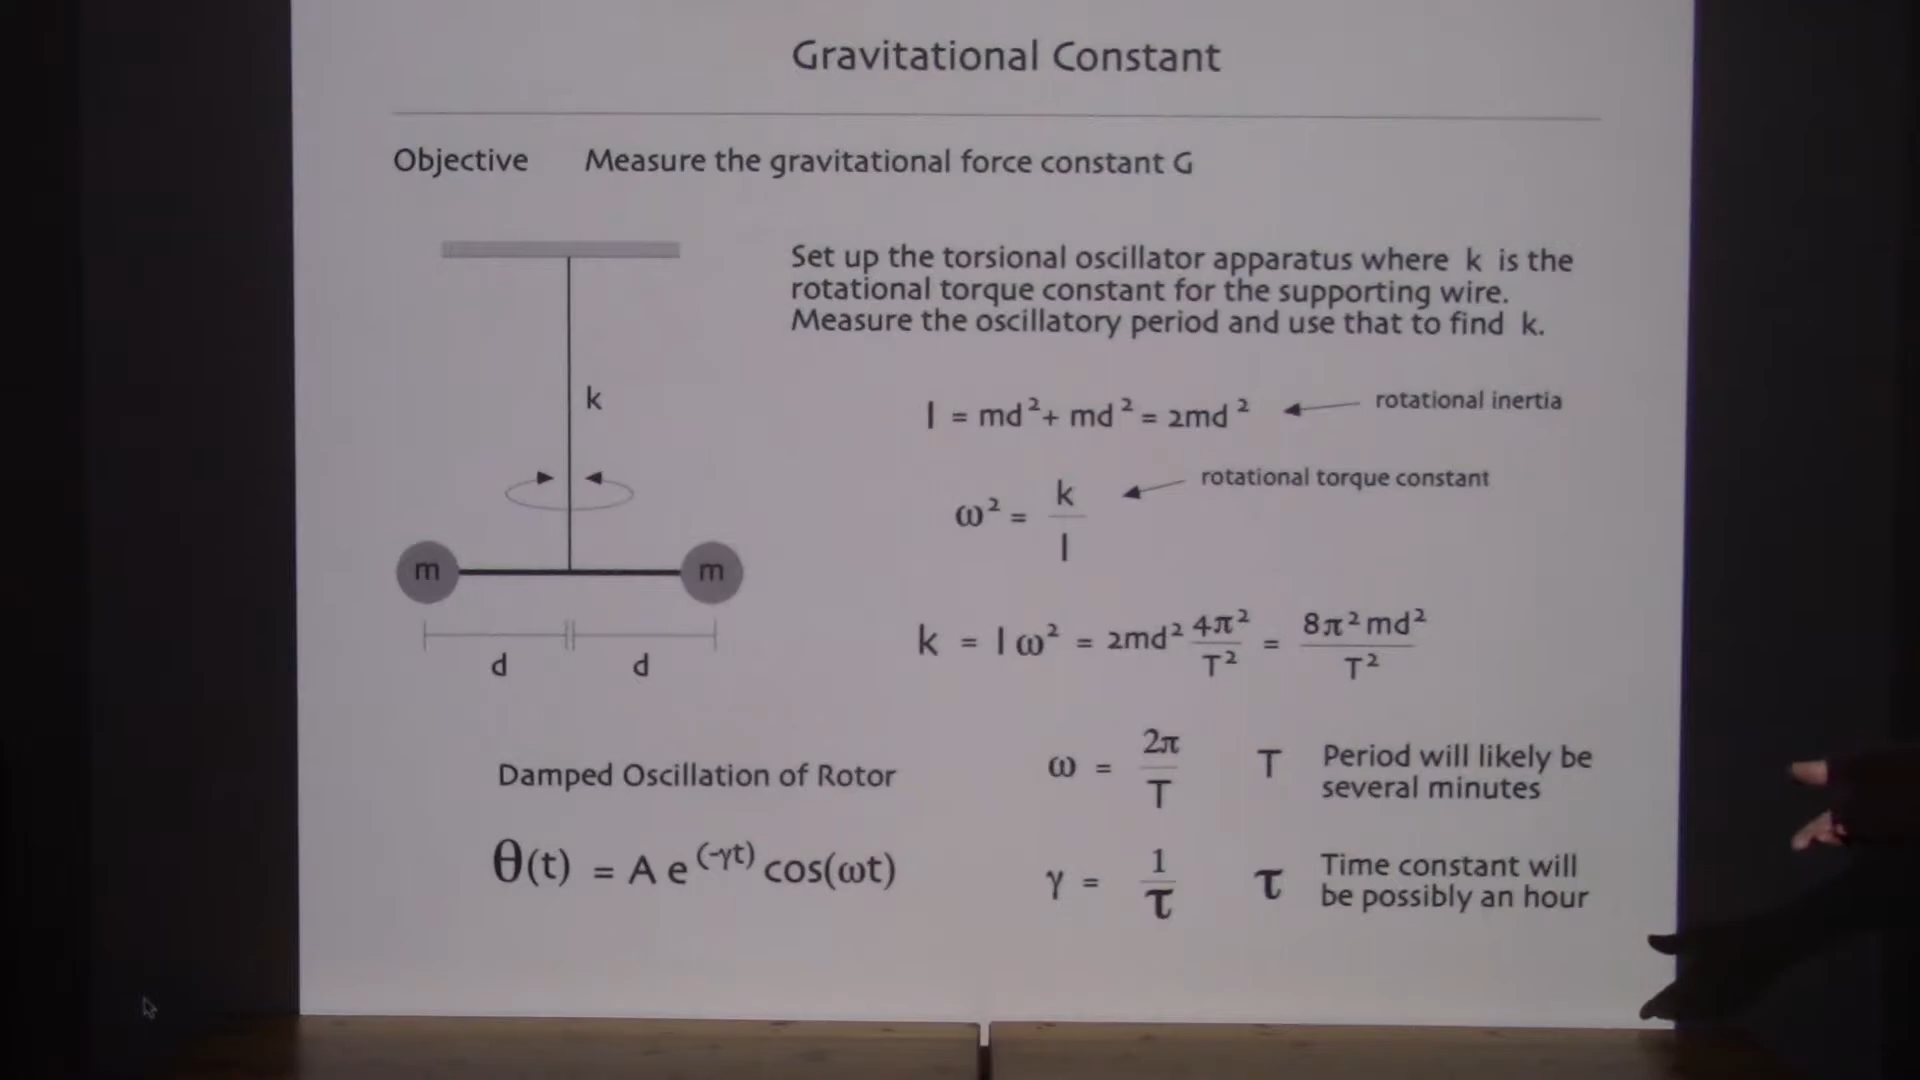 Gravitational Constant
Objective Measure the gravitational force constant G
Set up the torsional oscillator apparatus where k is the
rotational torque constant for the supporting wire.
Measure the oscillatory period and use that to find k.
k
I = md² + md² = 2md² rotational inertia
ω² = k / I rotational torque constant
m m
d d
k = I ω² = 2md² 4π² / T² = 8π² md² / T²
Damped Oscillation of Rotor
θ(t) = A e^(-γt) cos(ωt)
ω = 2π / T
T Period will likely be
several minutes
γ = 1 / τ
τ Time constant will
be possibly an hour